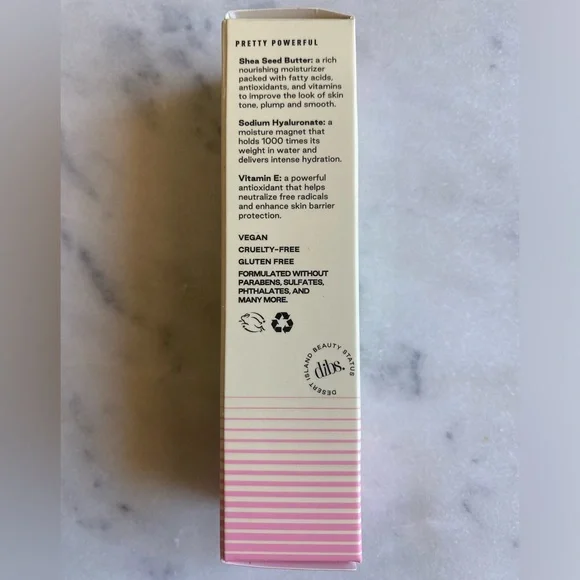 PRETTY POWERFUL
Shea Seed Butter: a rich
nourishing moisturizer
packed with fatty acids,
antioxidants, and vitamins
to improve the look of skin
tone, plump and smooth.
Sodium Hyaluronate: a
moisture magnet that
holds 1000 times its
weight in water and
delivers intense hydration.
Vitamin E: a powerful
antioxidant that helps
neutralize free radicals
and enhance skin barrier
protection.
VEGAN
CRUELTY-FREE
GLUTEN FREE
FORMULATED WITHOUT
PARABENS, SULFATES,
PHTHALATES, AND
MANY MORE.
DESERT ISLAND BEAUTY STATUS
dibs.